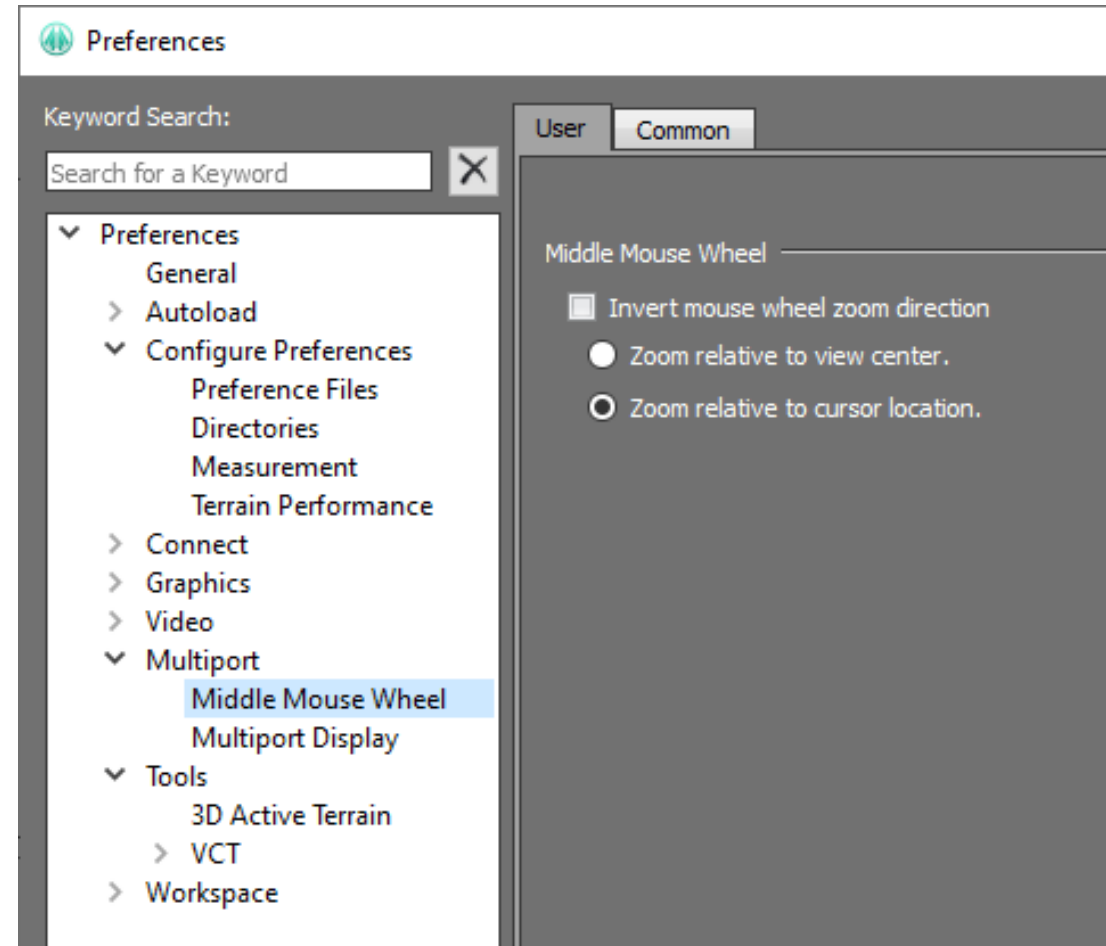 Preferences
Keyword Search:
Search for a Keyword
Preferences
General
Autoload
Configure Preferences
Preference Files
Directories
Measurement
Terrain Performance
Connect
Graphics
Video
Multiport
Middle Mouse Wheel
Multiport Display
Tools
3D Active Terrain
VCT
Workspace
User
Common
Middle Mouse Wheel
Invert mouse wheel zoom direction
Zoom relative to view center.
Zoom relative to cursor location.